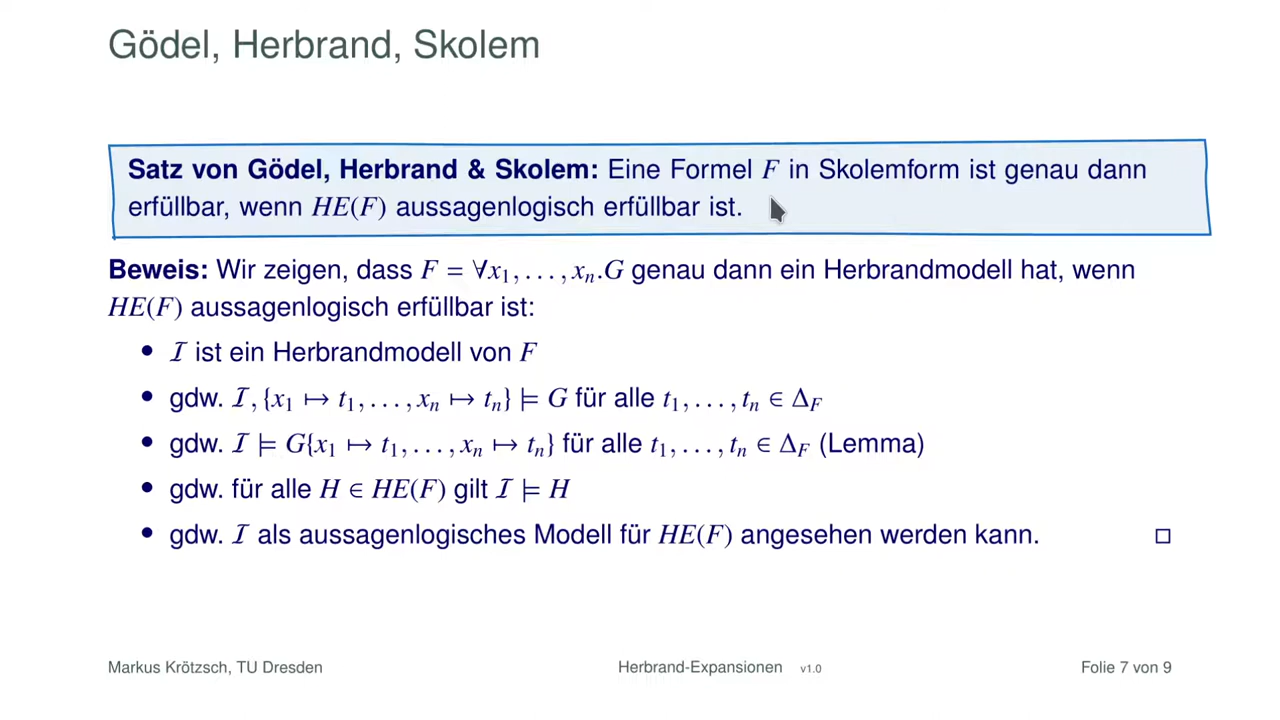 Gödel, Herbrand, Skolem
Satz von Gödel, Herbrand & Skolem: Eine Formel F in Skolemform ist genau dann
erfüllbar, wenn HE(F) aussagenlogisch erfüllbar ist.
Beweis: Wir zeigen, dass F = ∀x₁, . . . , xₙ.G genau dann ein Herbrandmodell hat, wenn
HE(F) aussagenlogisch erfüllbar ist:
• I ist ein Herbrandmodell von F
• gdw. I, {x₁ ↦ t₁, . . . , xₙ ↦ tₙ} ⊨ G für alle t₁, . . . , tₙ ∈ Δ_F
• gdw. I ⊨ G{x₁ ↦ t₁, . . . , xₙ ↦ tₙ} für alle t₁, . . . , tₙ ∈ Δ_F (Lemma)
• gdw. für alle H ∈ HE(F) gilt I ⊨ H
• gdw. I als aussagenlogisches Modell für HE(F) angesehen werden kann. □
Markus Krötzsch, TU Dresden Herbrand-Expansionen v1.0 Folie 7 von 9